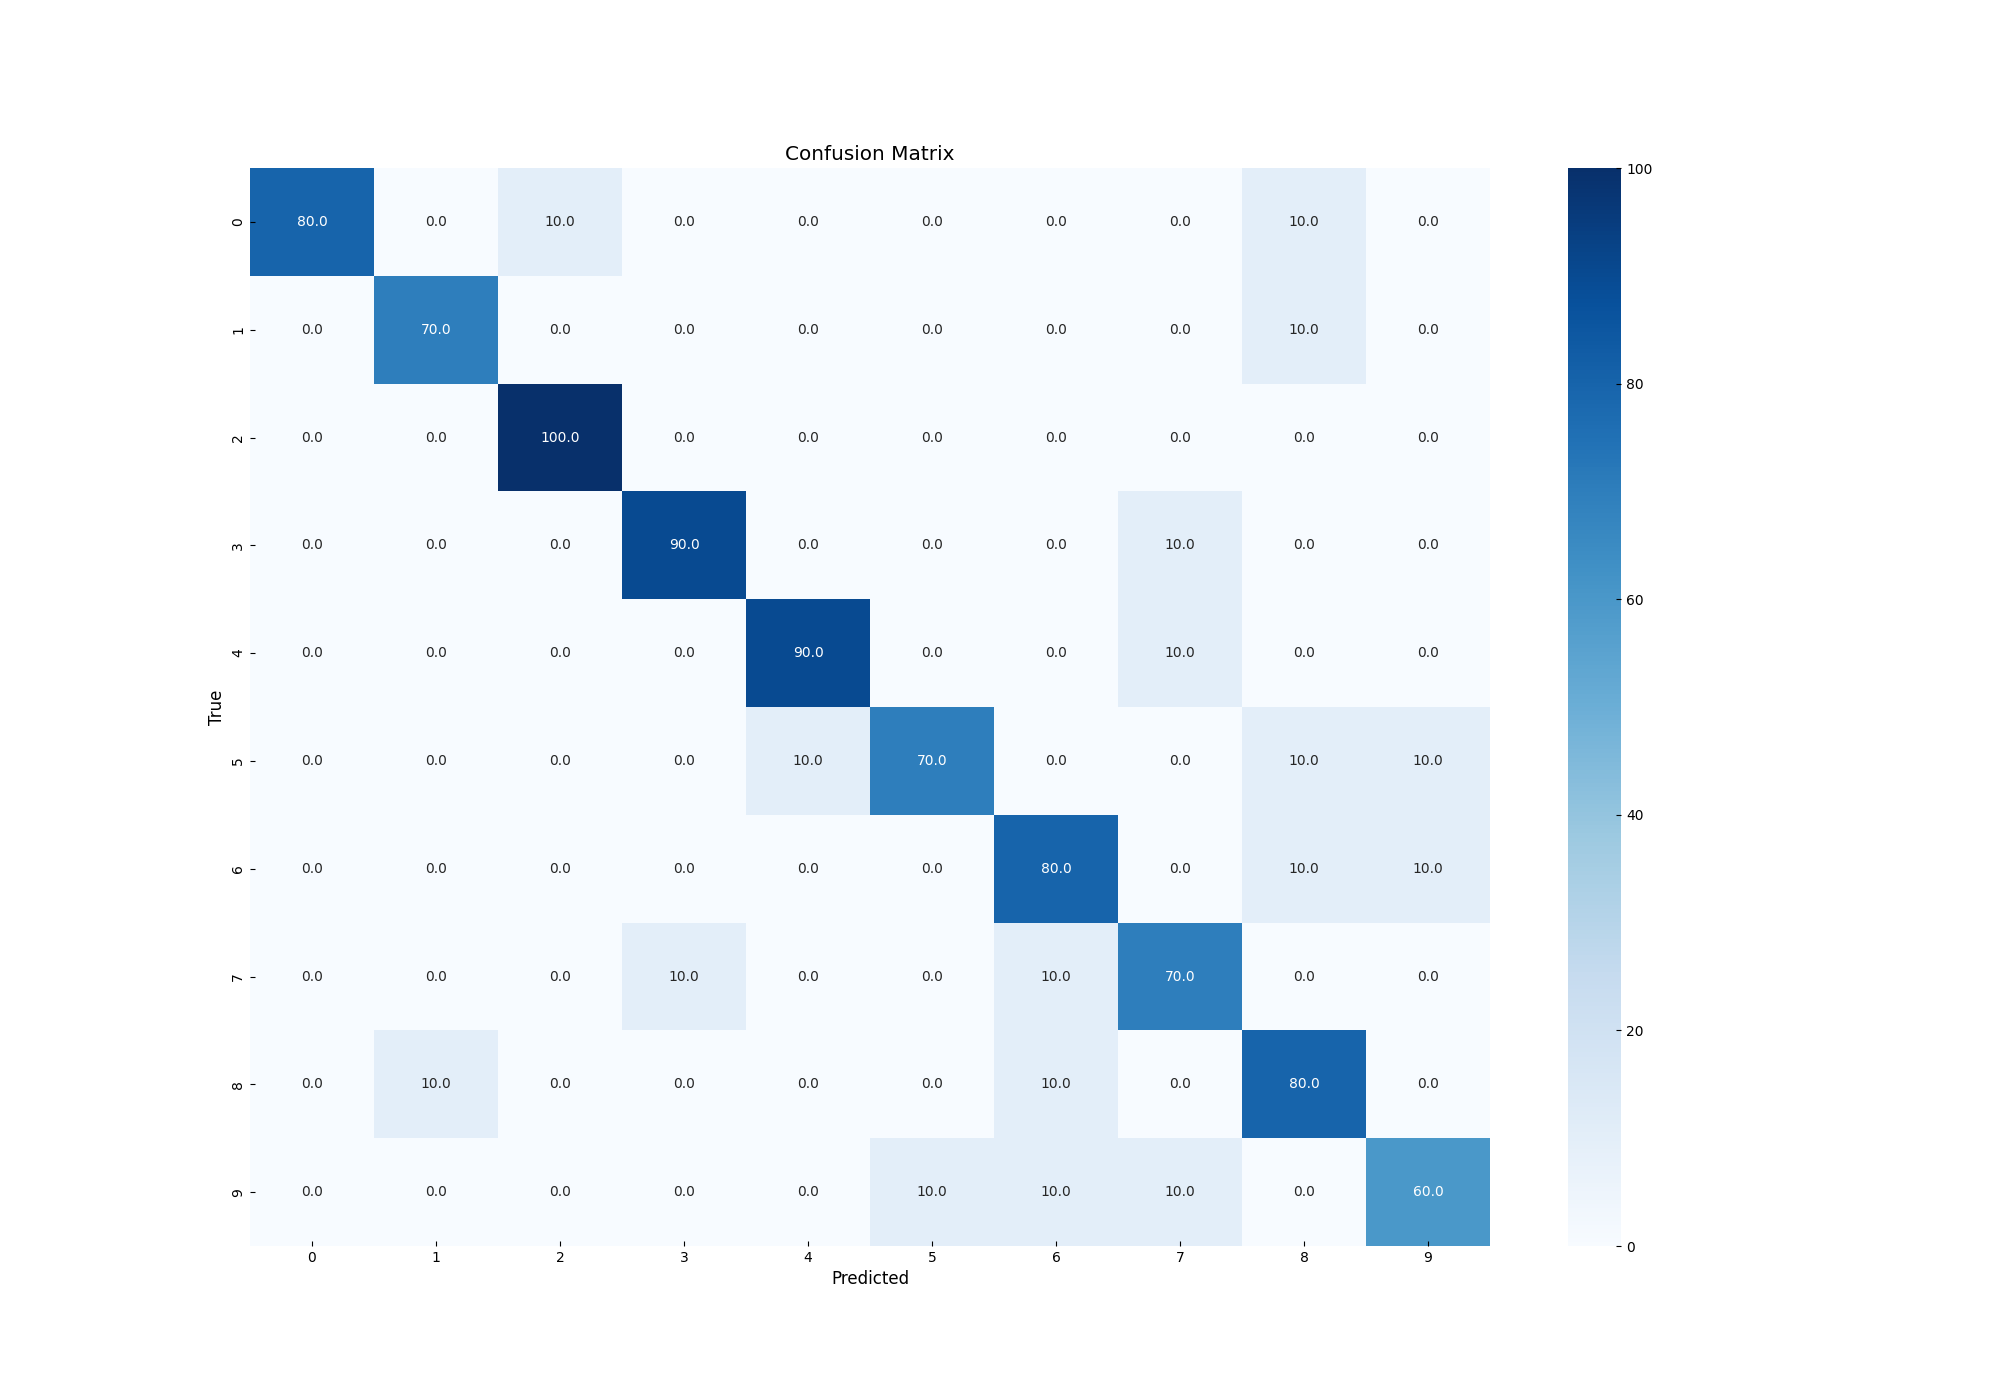 Confusion Matrix
0 80.0 0.0 10.0 0.0 0.0 0.0 0.0 0.0 10.0 0.0
1 0.0 70.0 0.0 0.0 0.0 0.0 0.0 0.0 10.0 0.0
2 0.0 0.0 100.0 0.0 0.0 0.0 0.0 0.0 0.0 0.0
3 0.0 0.0 0.0 90.0 0.0 0.0 0.0 10.0 0.0 0.0
4 0.0 0.0 0.0 0.0 90.0 0.0 0.0 10.0 0.0 0.0
5 0.0 0.0 0.0 0.0 10.0 70.0 0.0 0.0 10.0 10.0
6 0.0 0.0 0.0 0.0 0.0 0.0 80.0 0.0 10.0 10.0
7 0.0 0.0 0.0 10.0 0.0 0.0 10.0 70.0 0.0 0.0
8 0.0 10.0 0.0 0.0 0.0 0.0 10.0 0.0 80.0 0.0
9 0.0 0.0 0.0 0.0 0.0 10.0 10.0 10.0 0.0 60.0
0 1 2 3 4 5 6 7 8 9
Predicted
True
100
80
60
40
20
0